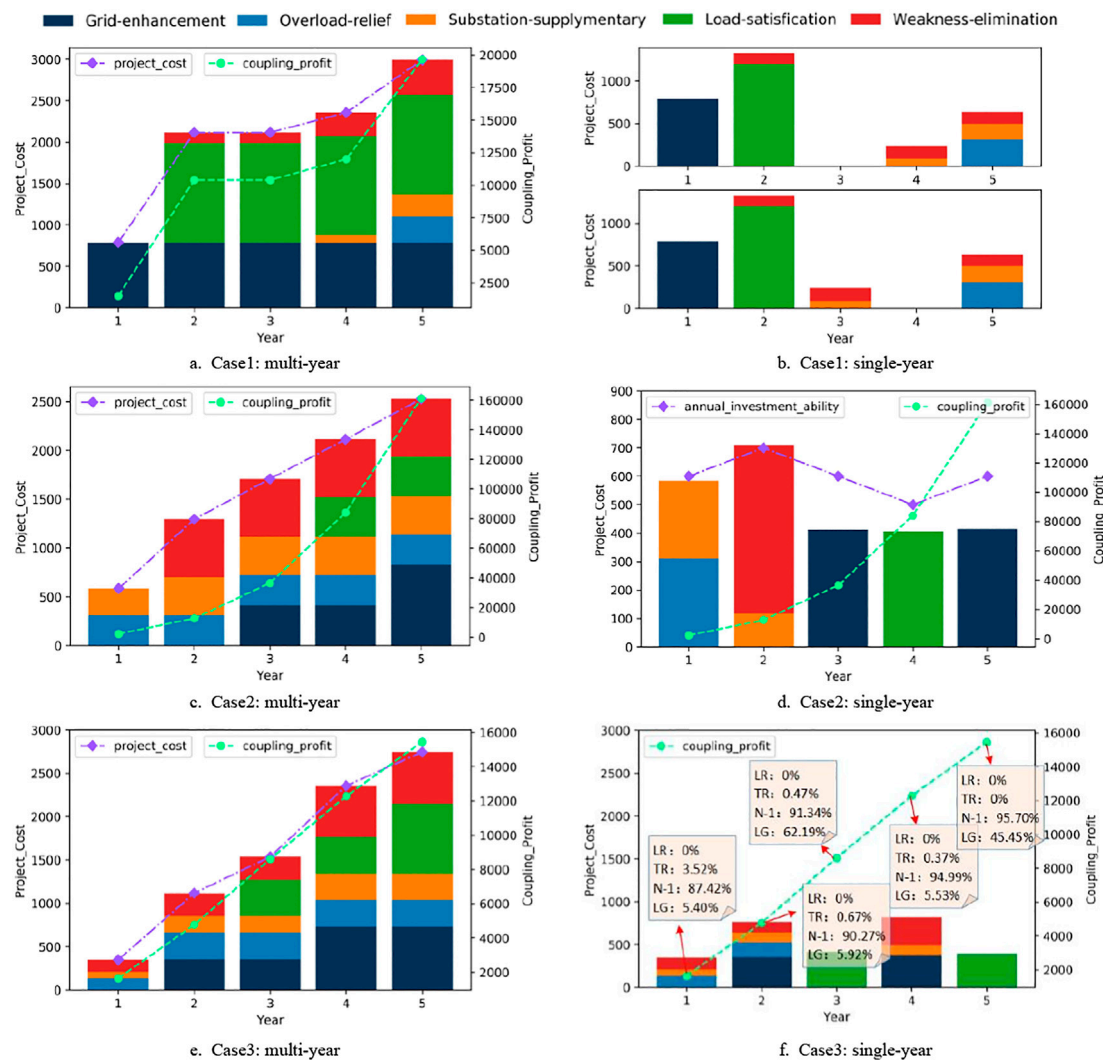 Grid-enhancement Overload-relief Substation-supplymentary Load-satisfication Weakness-elimination
project_cost coupling_profit
Project_Cost
3000
2500
2000
1500
1000
500
0
20000
17500
15000
12500
10000
7500
5000
2500
Coupling_Profit
1 2 3 4 5
Year
a. Case1: multi-year
Project_Cost
1000
500
0
1 2 3 4 5
Project_Cost
1000
500
0
1 2 3 4 5
Year
b. Case1: single-year
project_cost coupling_profit
Project_Cost
2500
2000
1500
1000
500
0
160000
140000
120000
100000
80000
60000
40000
20000
0
Coupling_Profit
1 2 3 4 5
Year
c. Case2: multi-year
annual_investment_ability coupling_profit
Project_Cost
900
800
700
600
500
400
300
200
100
0
160000
140000
120000
100000
80000
60000
40000
20000
0
Coupling_Profit
1 2 3 4 5
Year
d. Case2: single-year
project_cost coupling_profit
Project_Cost
3000
2500
2000
1500
1000
500
0
16000
14000
12000
10000
8000
6000
4000
2000
Coupling_Profit
1 2 3 4 5
Year
e. Case3: multi-year
coupling_profit
Project_Cost
3000
2500
2000
1500
1000
500
0
LR: 0%
TR: 3.52%
N-1: 87.42%
LG: 5.40%
LR: 0%
TR: 0.67%
N-1: 90.27%
LG: 5.92%
LR: 0%
TR: 0.47%
N-1: 91.34%
LG: 62.19%
LR: 0%
TR: 0.37%
N-1: 94.99%
LG: 5.53%
LR: 0%
TR: 0%
N-1: 95.70%
LG: 45.45%
16000
14000
12000
10000
8000
6000
4000
2000
Coupling_Profit
1 2 3 4 5
Year
f. Case3: single-year